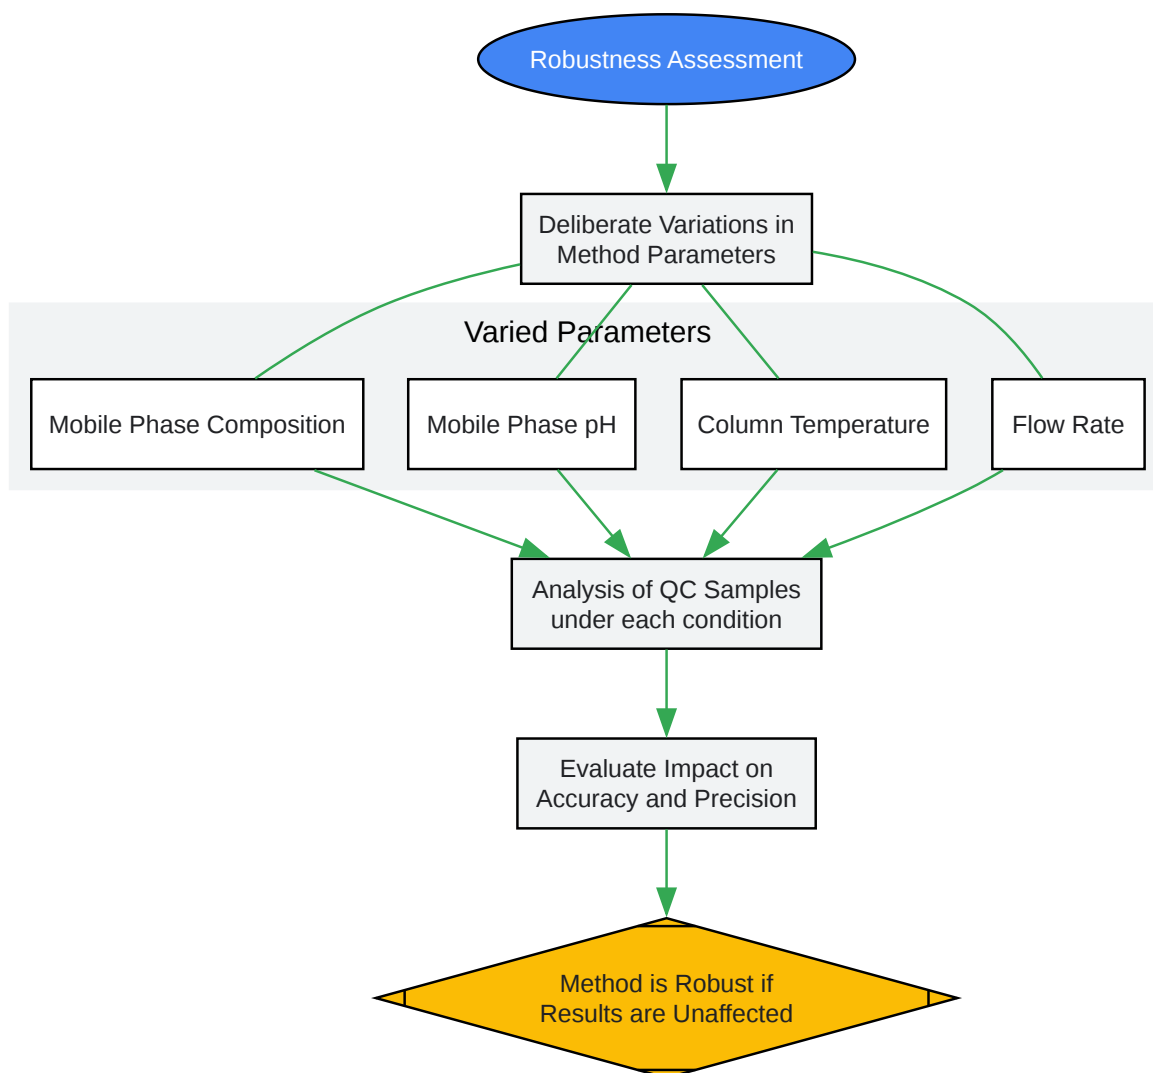 Robustness Assessment
Deliberate Variations in
Method Parameters
Varied Parameters
Mobile Phase Composition
Mobile Phase pH
Column Temperature
Flow Rate
Analysis of QC Samples
under each condition
Evaluate Impact on
Accuracy and Precision
Method is Robust if
Results are Unaffected